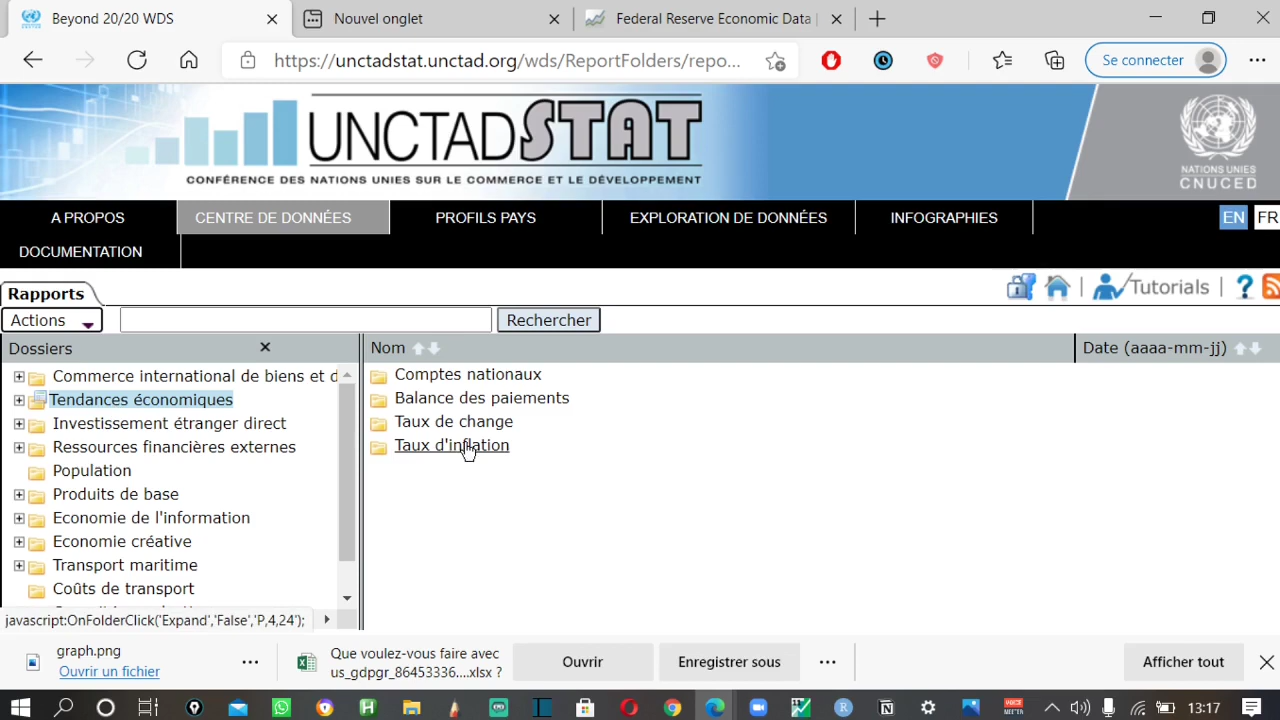 Beyond 20/20 WDS
Nouvel onglet
Federal Reserve Economic Data |
https://unctadstat.unctad.org/wds/ReportFolders/repo...
Se connecter
UNCTADSTAT
CONFÉRENCE DES NATIONS UNIES SUR LE COMMERCE ET LE DÉVELOPPEMENT
NATIONS UNIES
CNUCED
A PROPOS
CENTRE DE DONNÉES
PROFILS PAYS
EXPLORATION DE DONNÉES
INFOGRAPHIES
EN
FR
DOCUMENTATION
Rapports
Tutorials
?
Actions
Rechercher
Dossiers
Nom
Date (aaaa-mm-jj)
Commerce international de biens et d
Tendances économiques
Investissement étranger direct
Ressources financières externes
Population
Produits de base
Economie de l'information
Economie créative
Transport maritime
Coûts de transport
Comptes nationaux
Balance des paiements
Taux de change
Taux d'inflation
javascript:OnFolderClick('Expand','False','P,4,24');
graph.png
Ouvrir un fichier
Que voulez-vous faire avec
us_gdpgr_86453336....xlsx ?
Ouvrir
Enregistrer sous
Afficher tout
13:17